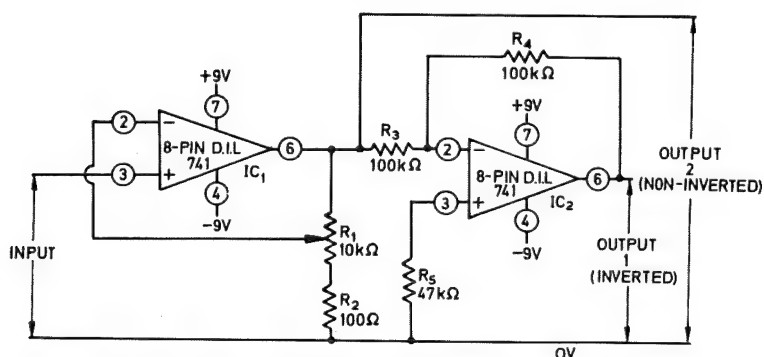 +9V
7
2
−
8-PIN D.I.L
741
6
3
+
IC1
4
−9V
INPUT
R1
10kΩ
R2
100Ω
R3
100kΩ
R4
100kΩ
+9V
7
2
−
8-PIN D.I.L
741
6
3
+
IC2
4
−9V
R5
47kΩ
OUTPUT
1
(INVERTED)
OUTPUT
2
(NON-INVERTED)
0V